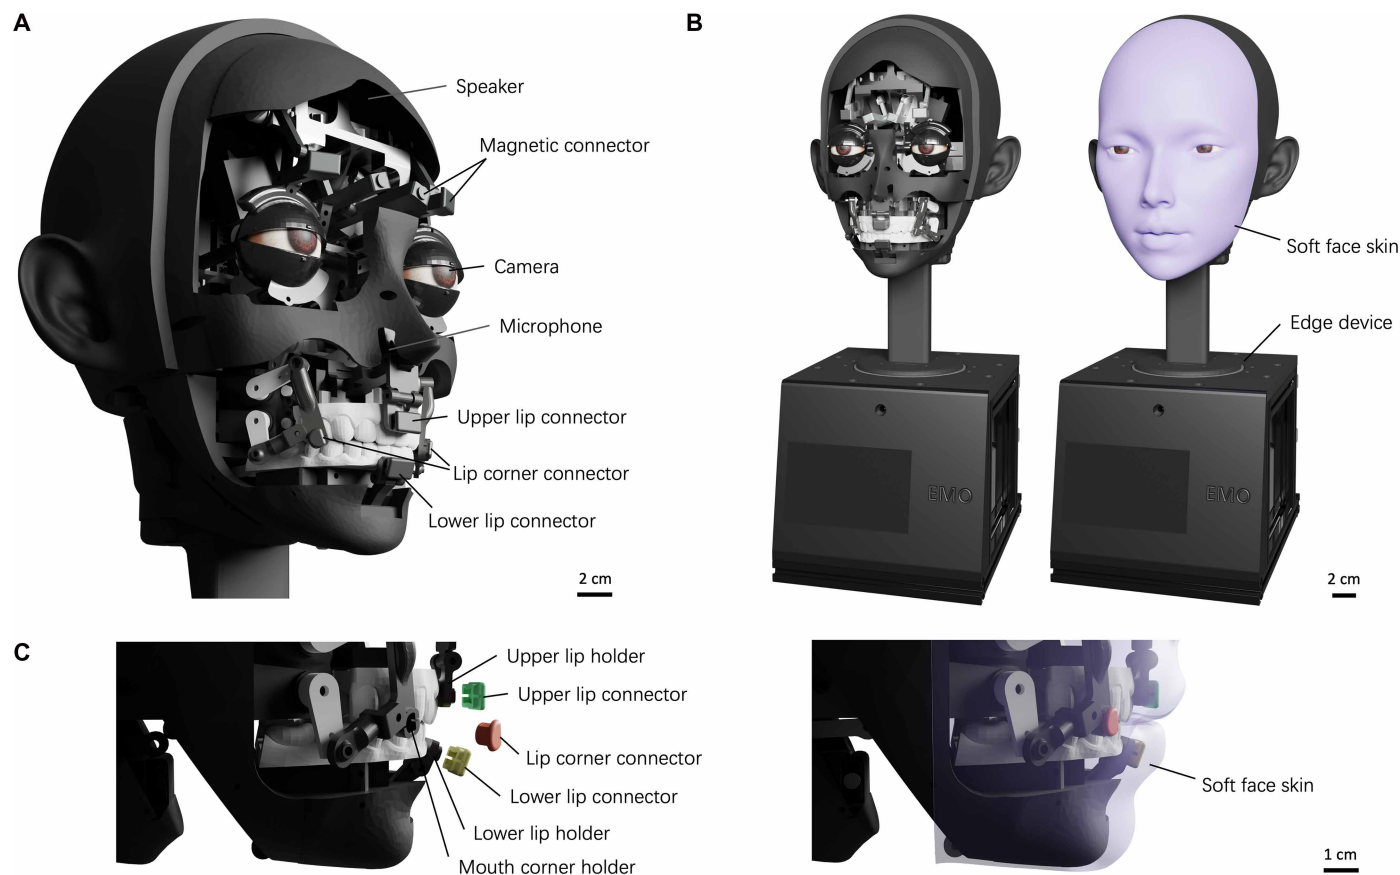 A
Speaker
Magnetic connector
Camera
Microphone
Upper lip connector
Lip corner connector
Lower lip connector
2 cm
B
Soft face skin
Edge device
EMO
EMO
2 cm
C
Upper lip holder
Upper lip connector
Lip corner connector
Lower lip connector
Lower lip holder
Mouth corner holder
Soft face skin
1 cm